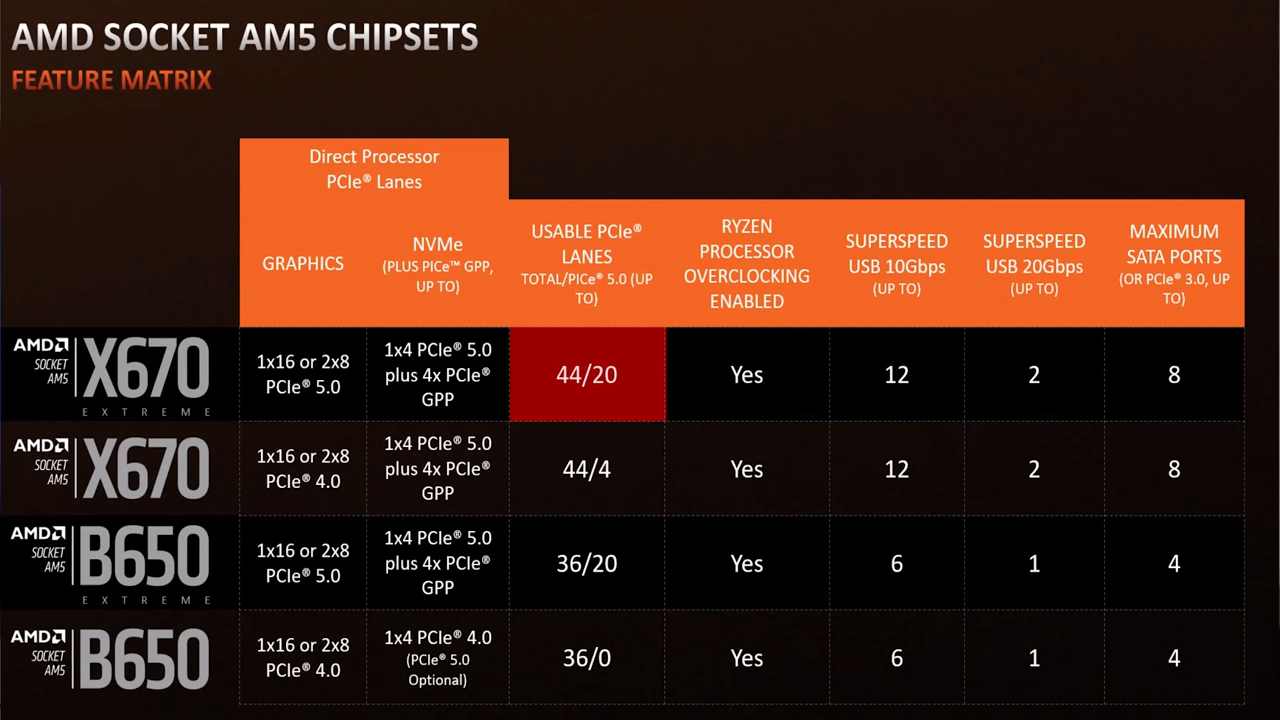 AMD SOCKET AM5 CHIPSETS
FEATURE MATRIX
Direct Processor
PCIe® Lanes
GRAPHICS
NVMe
(PLUS PICe™ GPP,
UP TO)
USABLE PCIe®
LANES
TOTAL/PICe® 5.0 (UP
TO)
RYZEN
PROCESSOR
OVERCLOCKING
ENABLED
SUPERSPEED
USB 10Gbps
(UP TO)
SUPERSPEED
USB 20Gbps
(UP TO)
MAXIMUM
SATA PORTS
(OR PCIe® 3.0, UP
TO)
AMD
SOCKET
AM5
X670
EXTREME
1x16 or 2x8
PCIe® 5.0
1x4 PCIe® 5.0
plus 4x PCIe®
GPP
44/20
Yes
12
2
8
AMD
SOCKET
AM5
X670
1x16 or 2x8
PCIe® 4.0
1x4 PCIe® 5.0
plus 4x PCIe®
GPP
44/4
Yes
12
2
8
AMD
SOCKET
AM5
B650
EXTREME
1x16 or 2x8
PCIe® 5.0
1x4 PCIe® 5.0
plus 4x PCIe®
GPP
36/20
Yes
6
1
4
AMD
SOCKET
AM5
B650
1x16 or 2x8
PCIe® 4.0
1x4 PCIe® 4.0
(PCIe® 5.0
Optional)
36/0
Yes
6
1
4